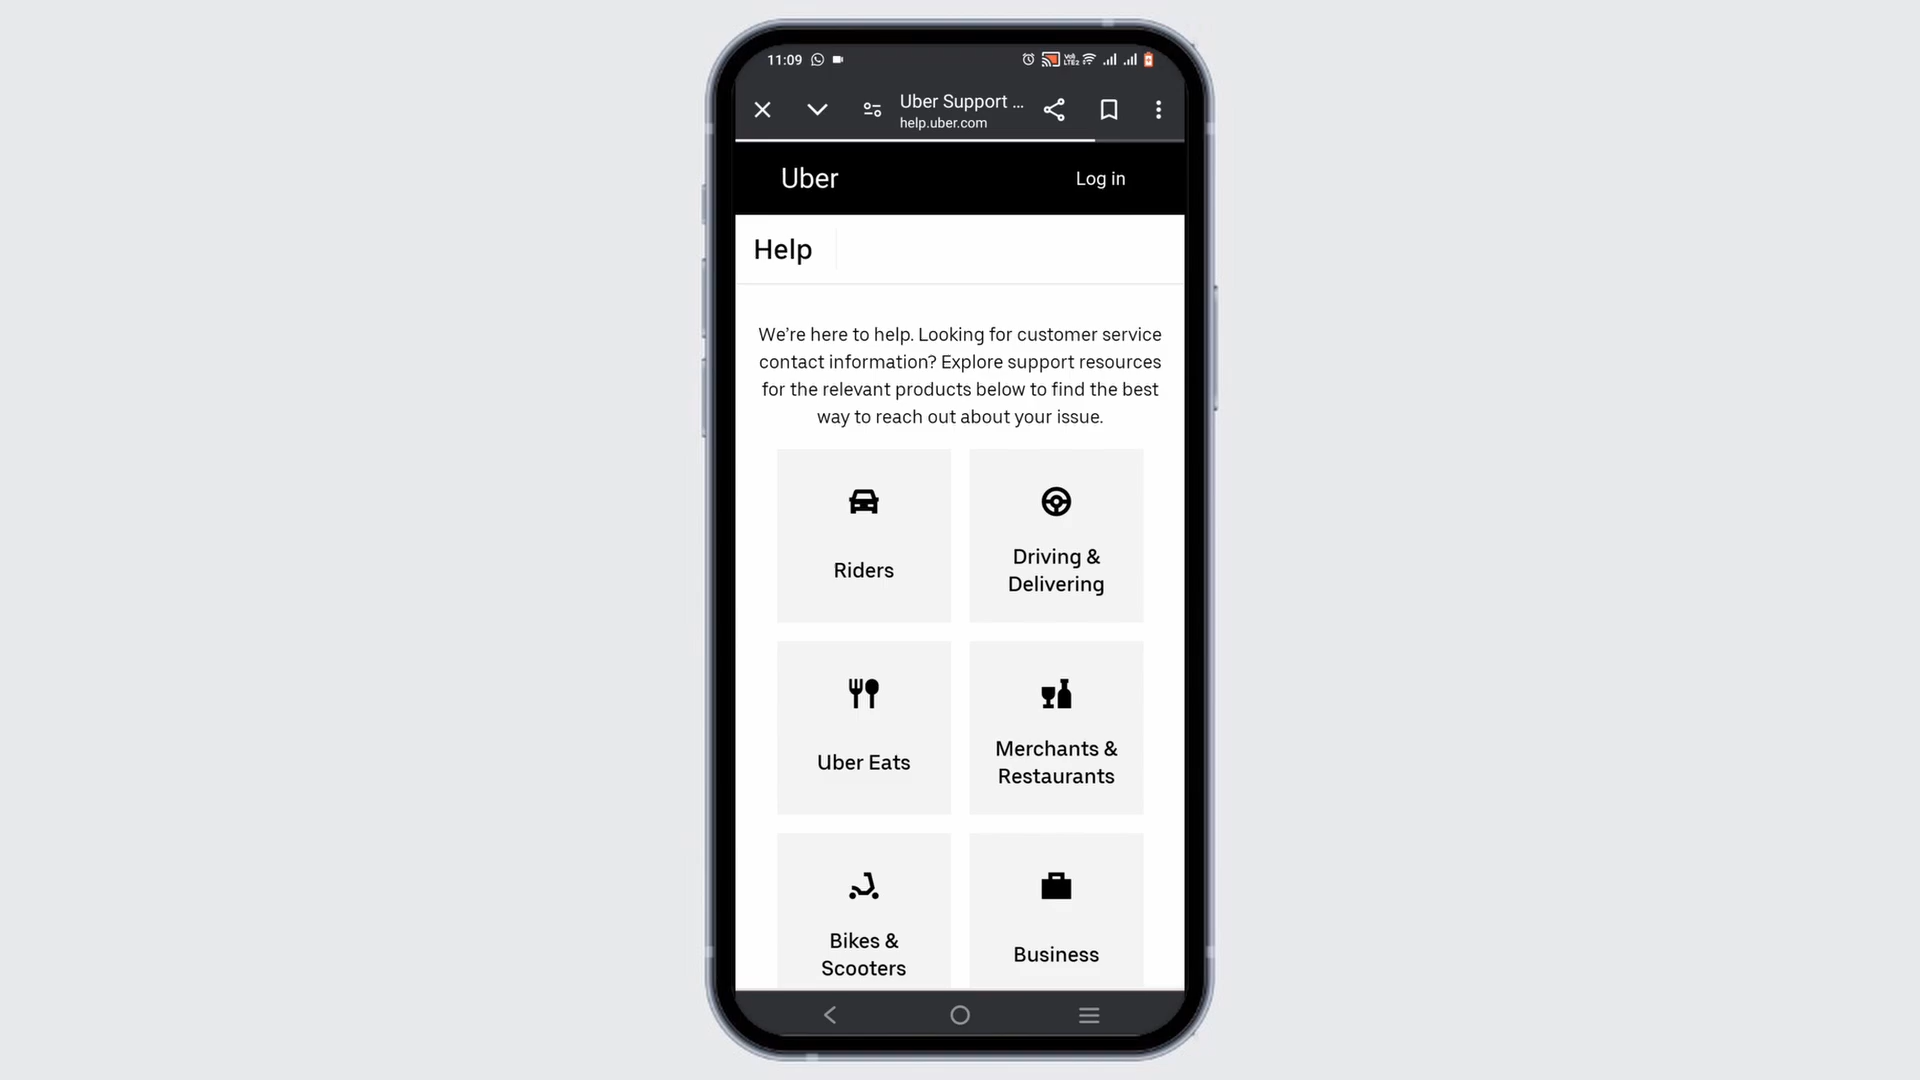 11:09
Uber Support ...
help.uber.com
Uber
Log in
Help
We’re here to help. Looking for customer service
contact information? Explore support resources
for the relevant products below to find the best
way to reach out about your issue.
Riders
Driving &
Delivering
Uber Eats
Merchants &
Restaurants
Bikes &
Scooters
Business